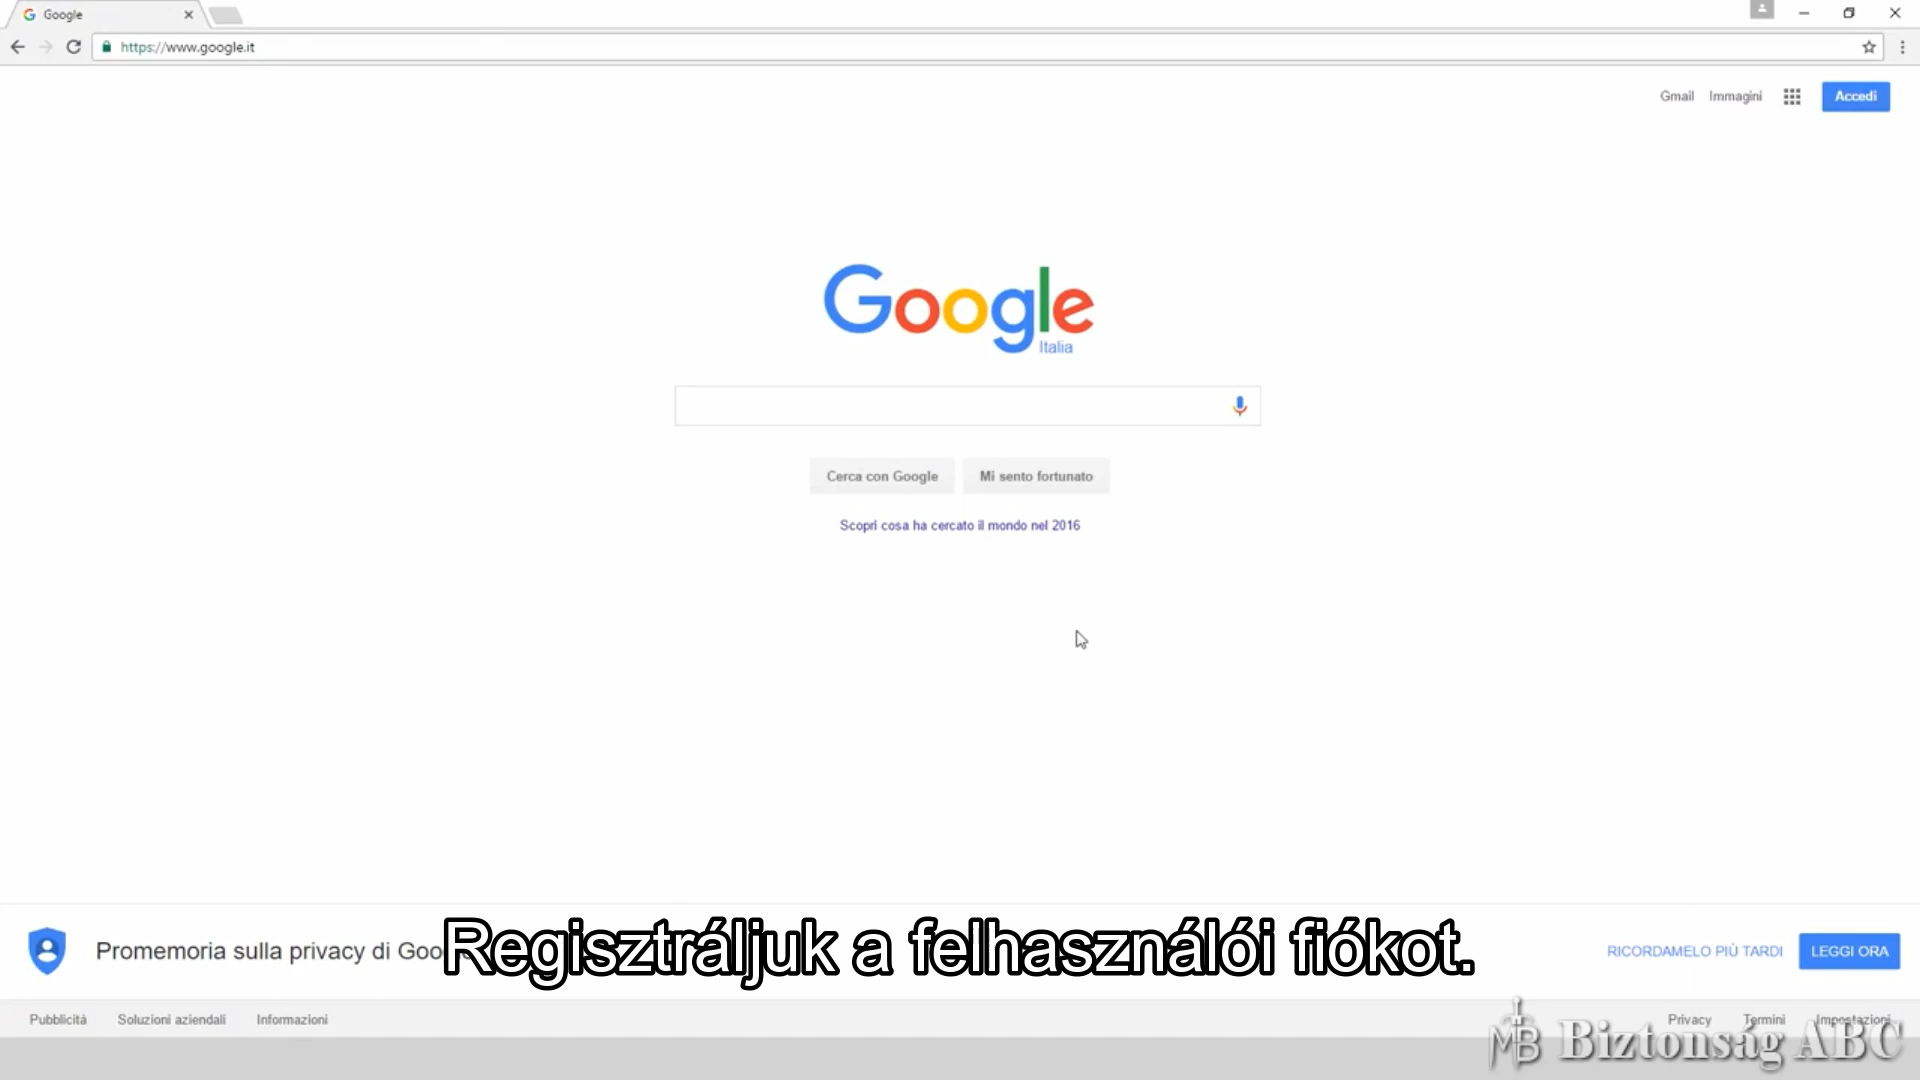 Google
https://www.google.it
Gmail Immagini Accedi
Google
Italia
Cerca con Google Mi sento fortunato
Scopri cosa ha cercato il mondo nel 2016
Promemoria sulla privacy di Goo
RICORDAMELO PIÙ TARDI LEGGI ORA
Regisztráljuk a felhasználói fiókot.
Pubblicità Soluzioni aziendali Informazioni
Privacy Termini Impostazioni
MB Biztonság ABC